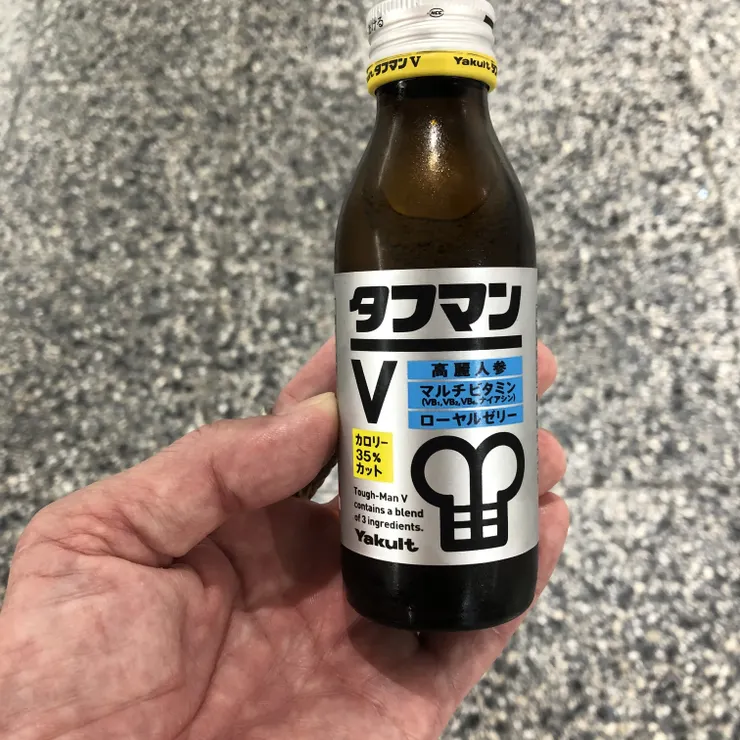 タフマンV Yakult
タフマン
V
高麗人参
マルチビタミン
(VB₁,VB₂,VB₆,ナイアシン)
ローヤルゼリー
カロリー
35%
カット
Tough-Man V
contains a blend
of 3 ingredients.
Yakult